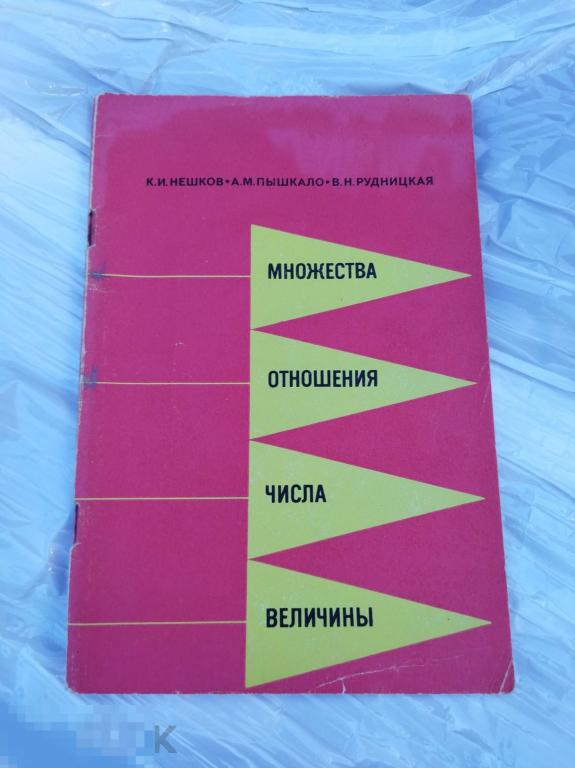 К.И.НЕШКОВ•А.М.ПЫШКАЛО•В.Н.РУДНИЦКАЯ
МНОЖЕСТВА
ОТНОШЕНИЯ
ЧИСЛА
ВЕЛИЧИНЫ